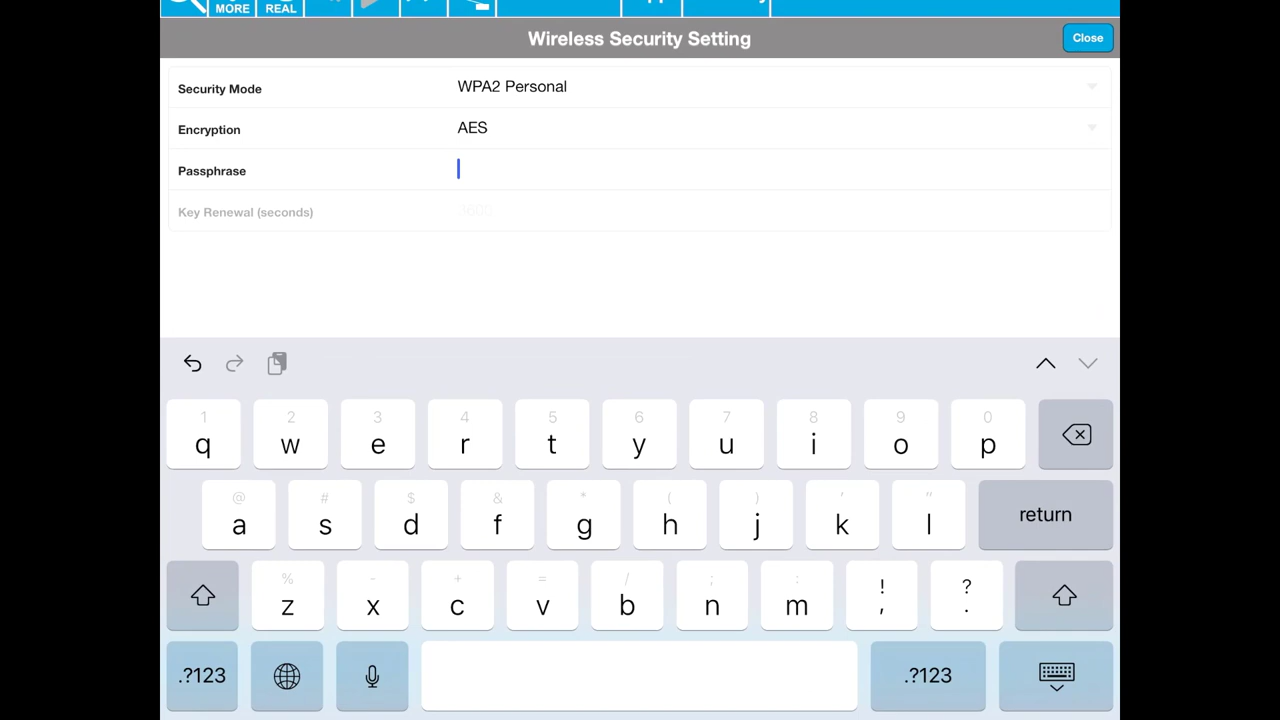 MORE REAL
Wireless Security Setting
Close
Security Mode WPA2 Personal
Encryption AES
Passphrase
Key Renewal (seconds) 3600
1 2 3 4 5 6 7 8 9 0
q w e r t y u i o p
@ # $ & * ( ) ' "
a s d f g h j k l return
% - + = / ; : ! ?
z x c v b n m , .
.?123 .?123